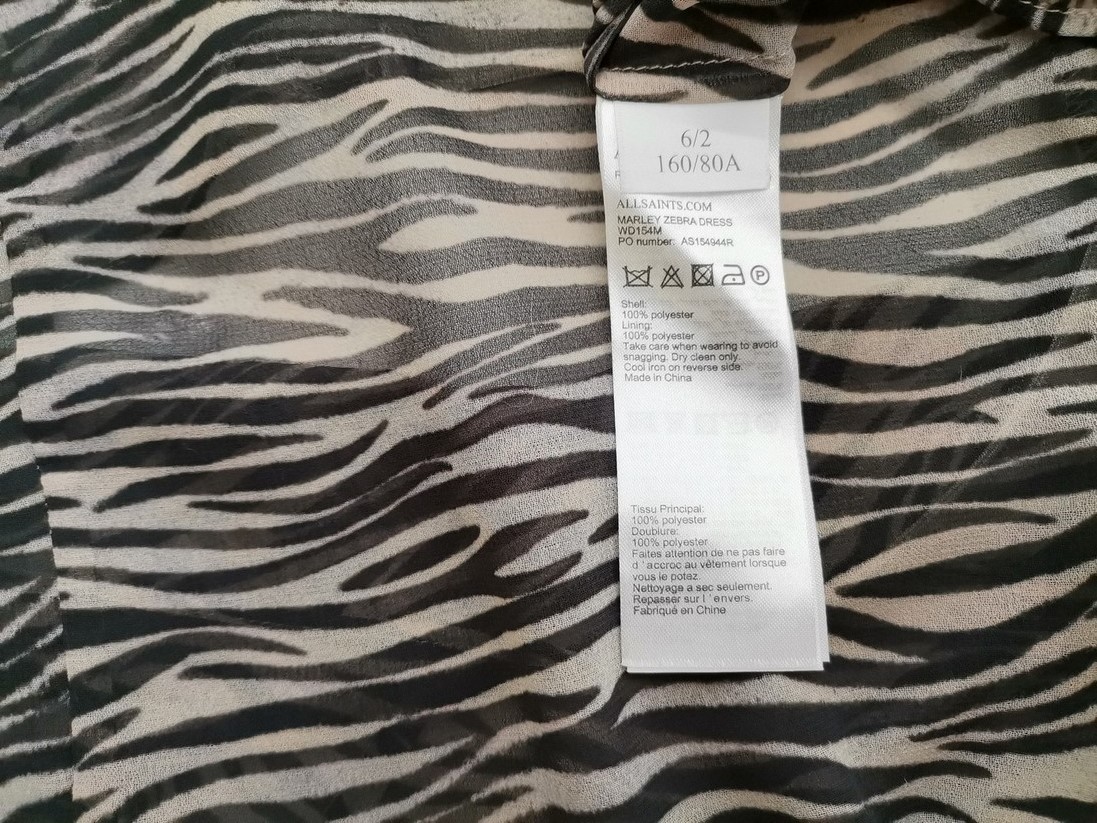 6/2
160/80A
ALLSAINTS.COM
MARLEY ZEBRA DRESS
WD154M
PO number: AS154944R
Shell:
100% polyester
Lining:
100% polyester
Take care when wearing to avoid
snagging. Dry clean only.
Cool iron on reverse side.
Made in China
Tissu Principal:
100% polyester
Doublure:
100% polyester
Faites attention de ne pas faire
d'accroc au vêtement lorsque
vous le potez.
Nettoyage a sec seulement.
Repasser sur l'envers.
Fabriqué en Chine